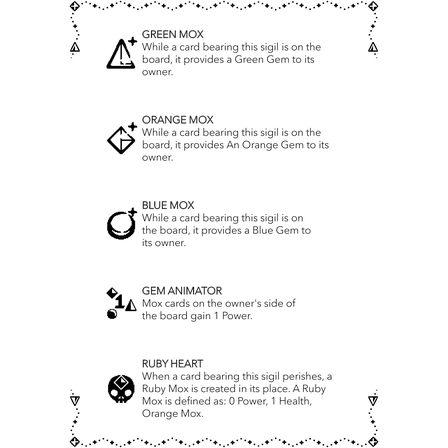 GREEN MOX
While a card bearing this sigil is on the
board, it provides a Green Gem to its
owner.
ORANGE MOX
While a card bearing this sigil is on the
board, it provides An Orange Gem to its
owner.
BLUE MOX
While a card bearing this sigil is on
the board, it provides a Blue Gem to
its owner.
GEM ANIMATOR
Mox cards on the owner's side of
the board gain 1 Power.
RUBY HEART
When a card bearing this sigil perishes, a
Ruby Mox is created in its place. A Ruby
Mox is defined as: 0 Power, 1 Health,
Orange Mox.